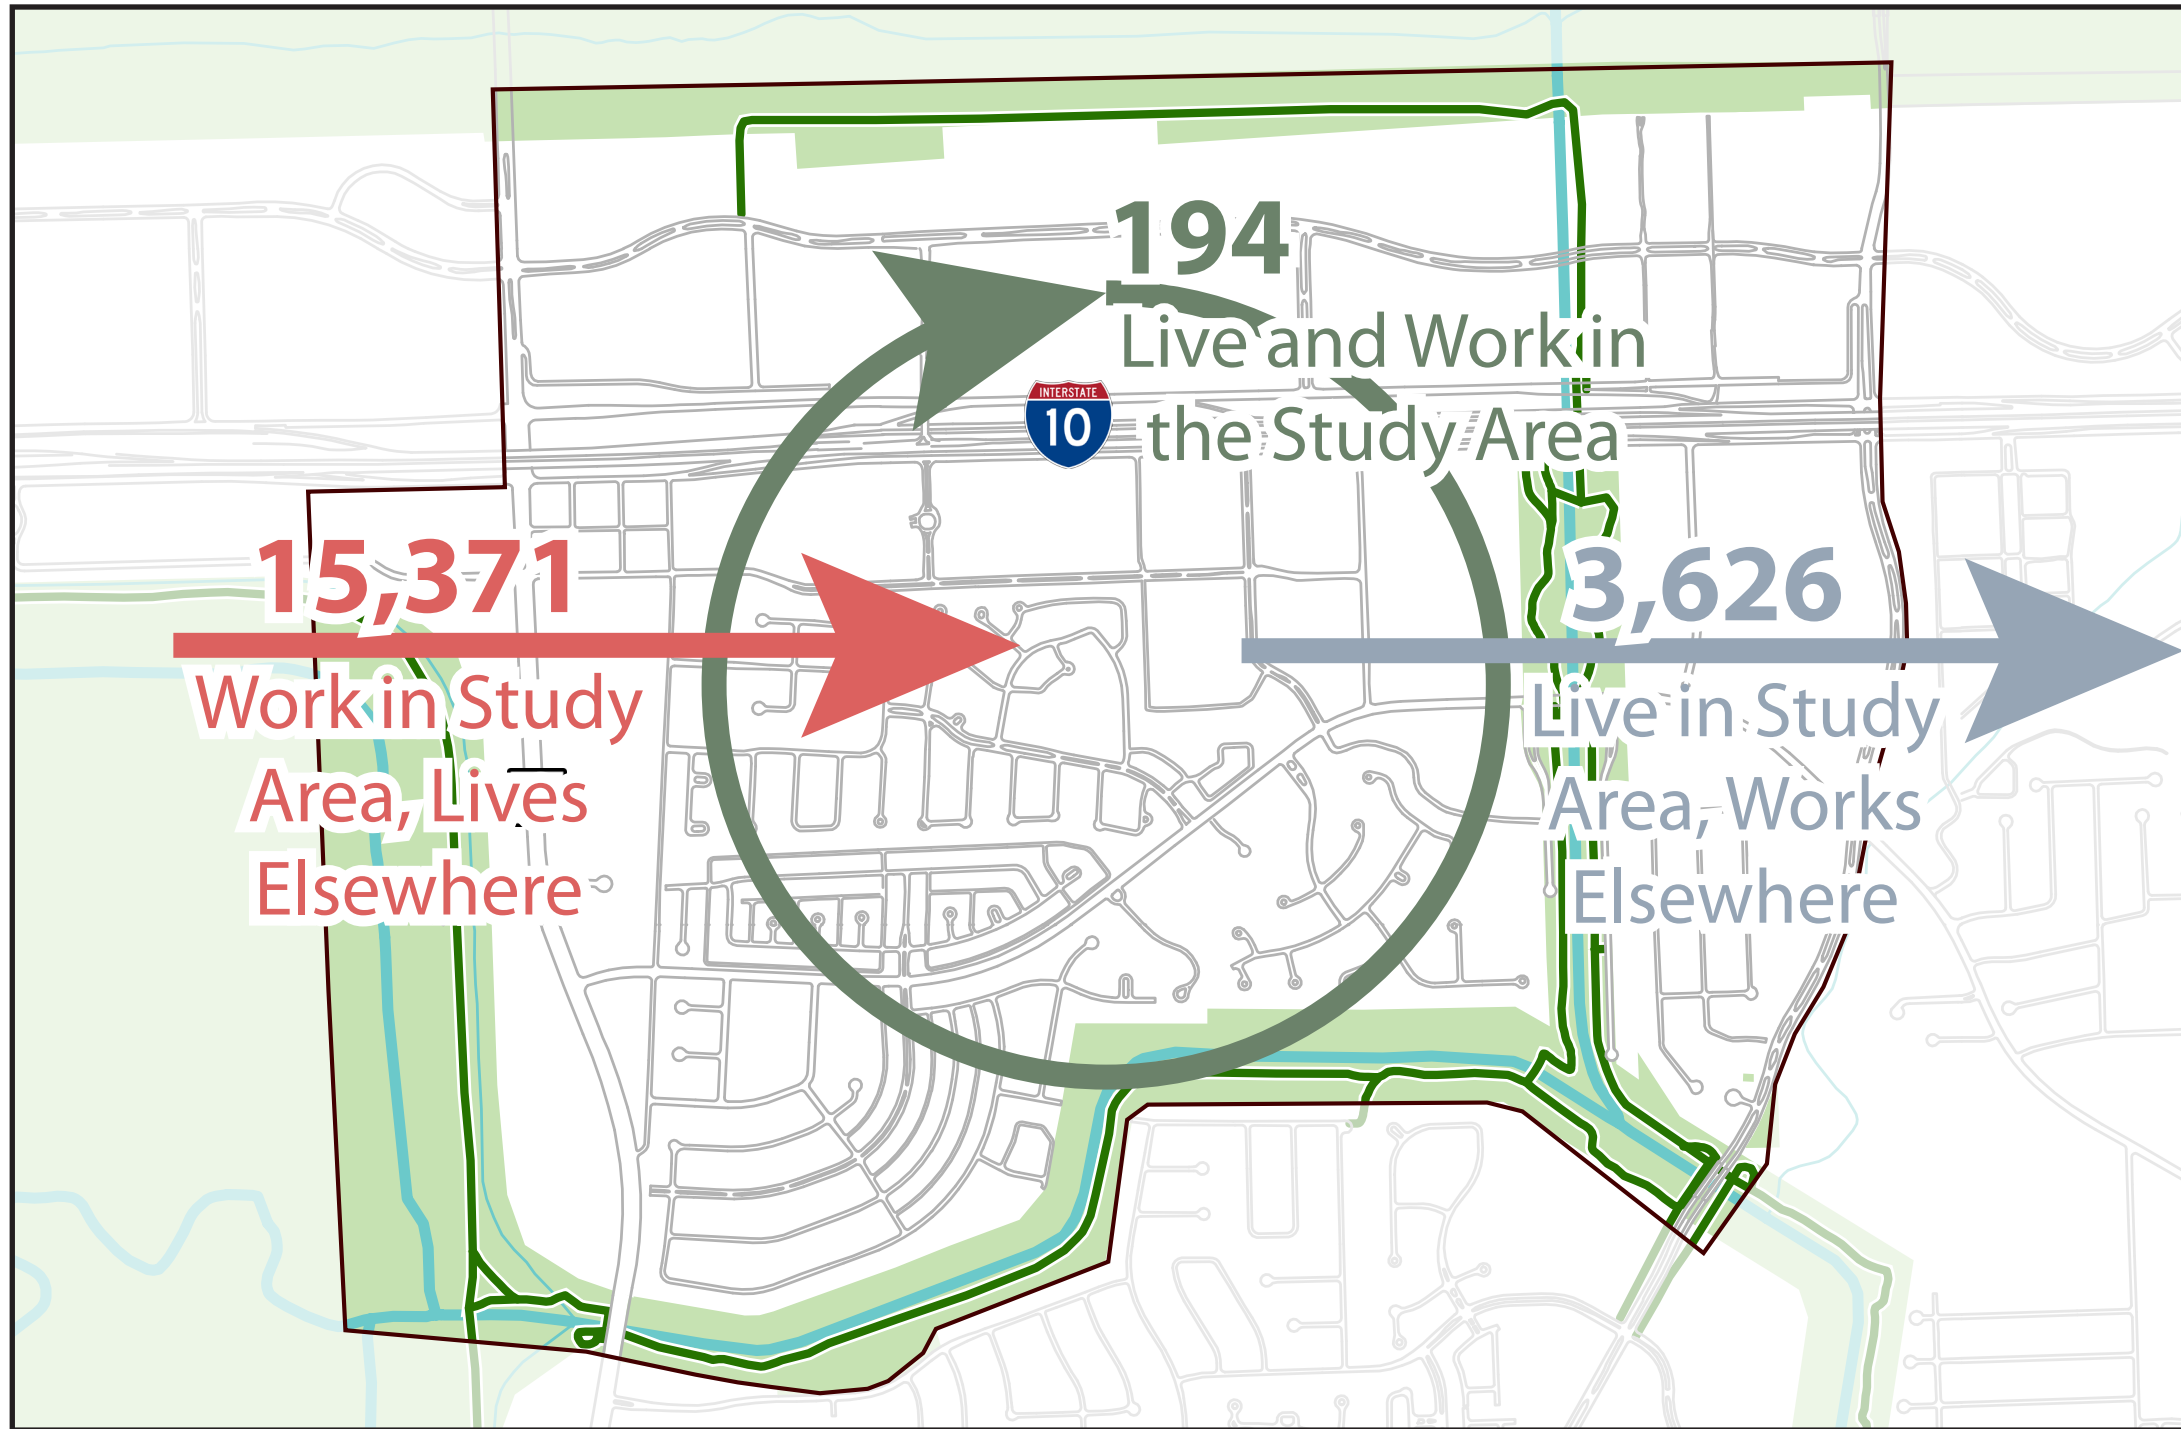 194
Live and Work in
the Study Area
INTERSTATE
10
15,371
Work in Study
Area, Lives
Elsewhere
3,626
Live in Study
Area, Works
Elsewhere